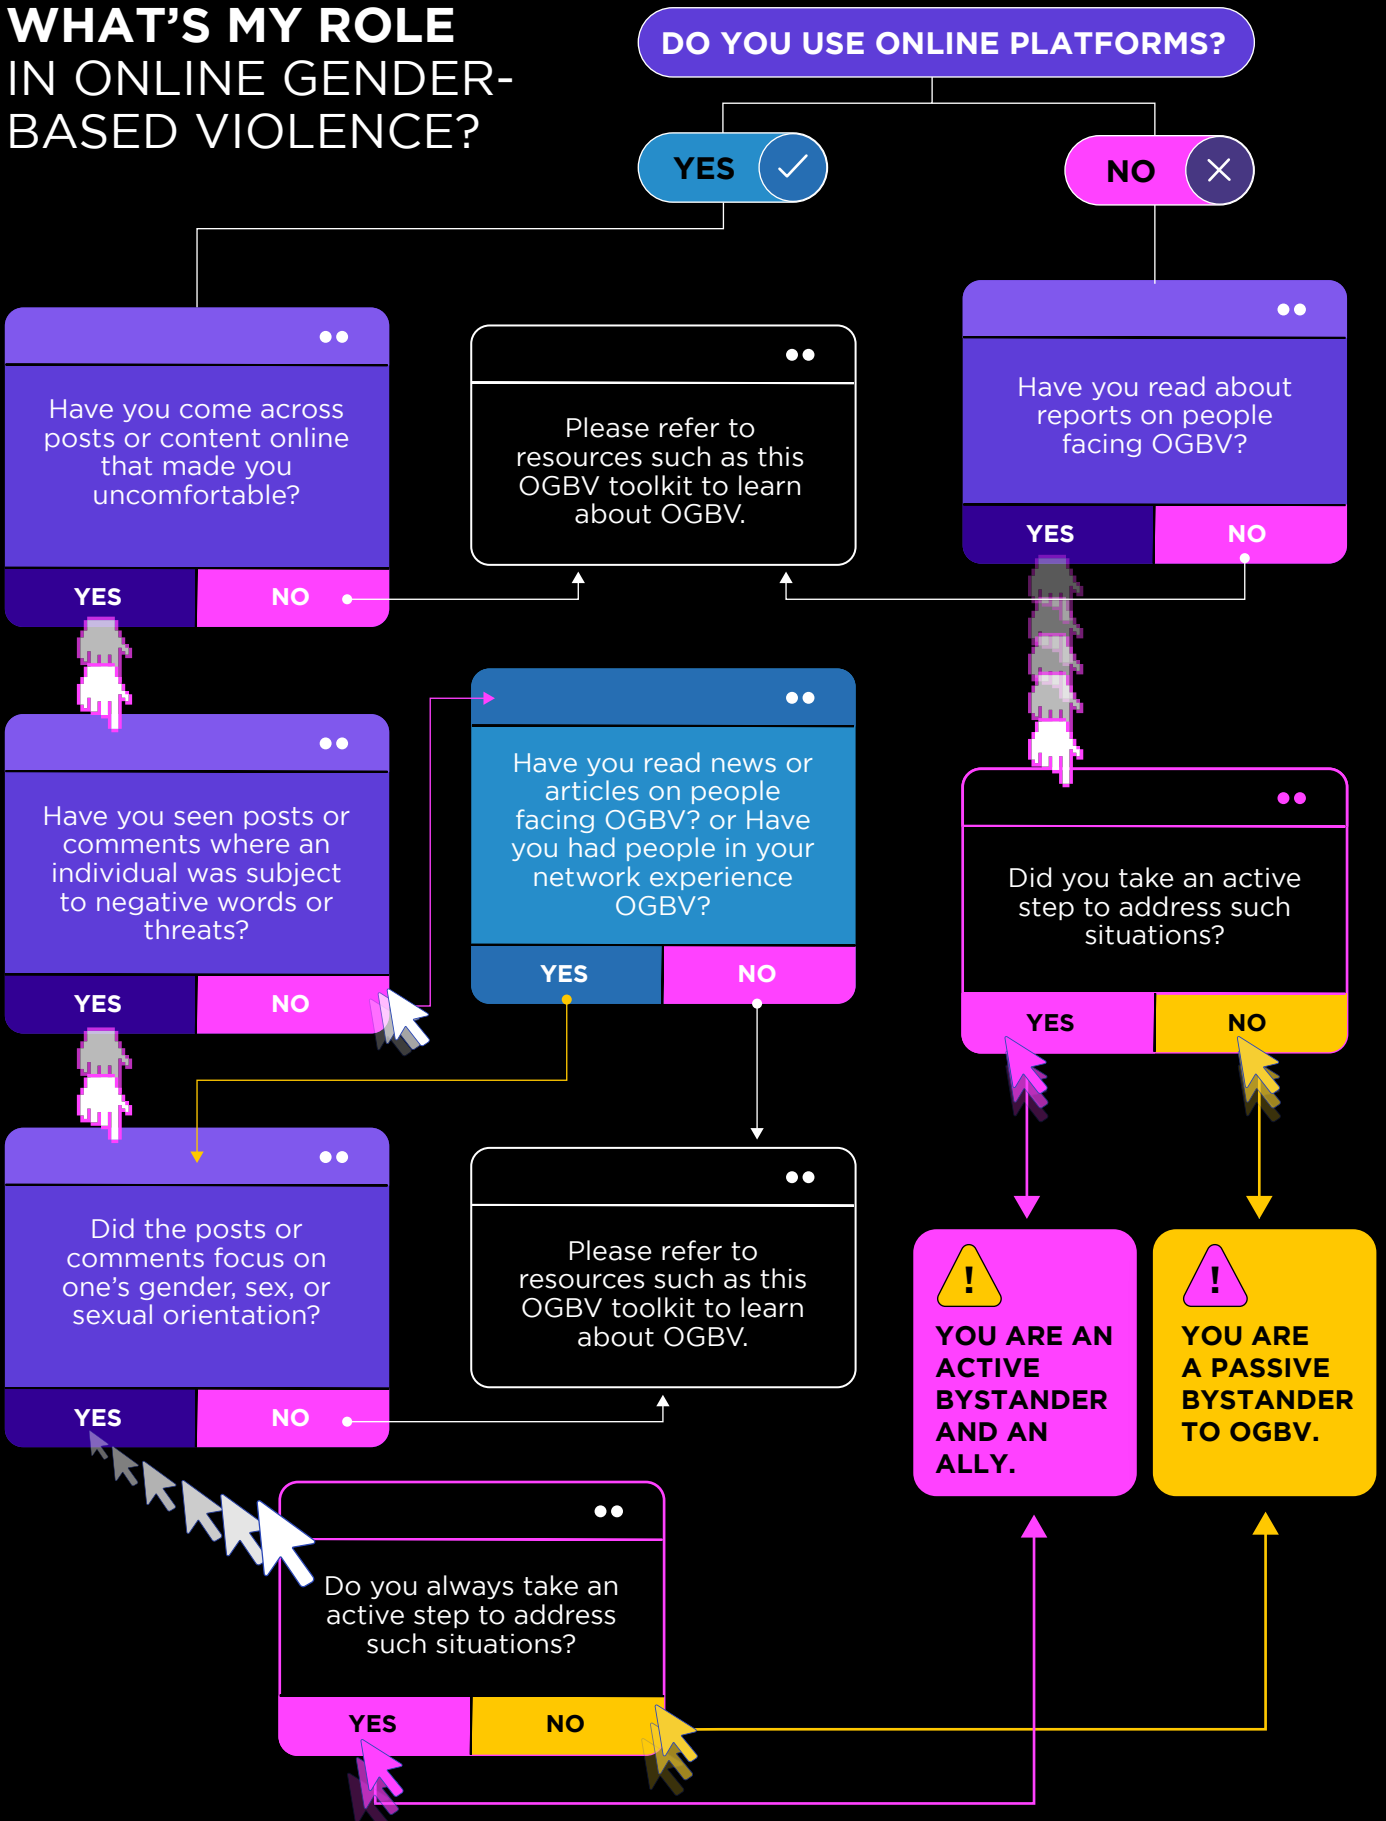 WHAT'S MY ROLE
IN ONLINE GENDER-
BASED VIOLENCE?
DO YOU USE ONLINE PLATFORMS?
YES
NO
Have you come across
posts or content online
that made you
uncomfortable?
YES
NO
Please refer to
resources such as this
OGBV toolkit to learn
about OGBV.
Have you read about
reports on people
facing OGBV?
YES
NO
Have you seen posts or
comments where an
individual was subject
to negative words or
threats?
YES
NO
Have you read news or
articles on people
facing OGBV? or Have
you had people in your
network experience
OGBV?
YES
NO
Did you take an active
step to address such
situations?
YES
NO
Did the posts or
comments focus on
one's gender, sex, or
sexual orientation?
YES
NO
Please refer to
resources such as this
OGBV toolkit to learn
about OGBV.
!
YOU ARE AN
ACTIVE
BYSTANDER
AND AN
ALLY.
!
YOU ARE
A PASSIVE
BYSTANDER
TO OGBV.
Do you always take an
active step to address
such situations?
YES
NO